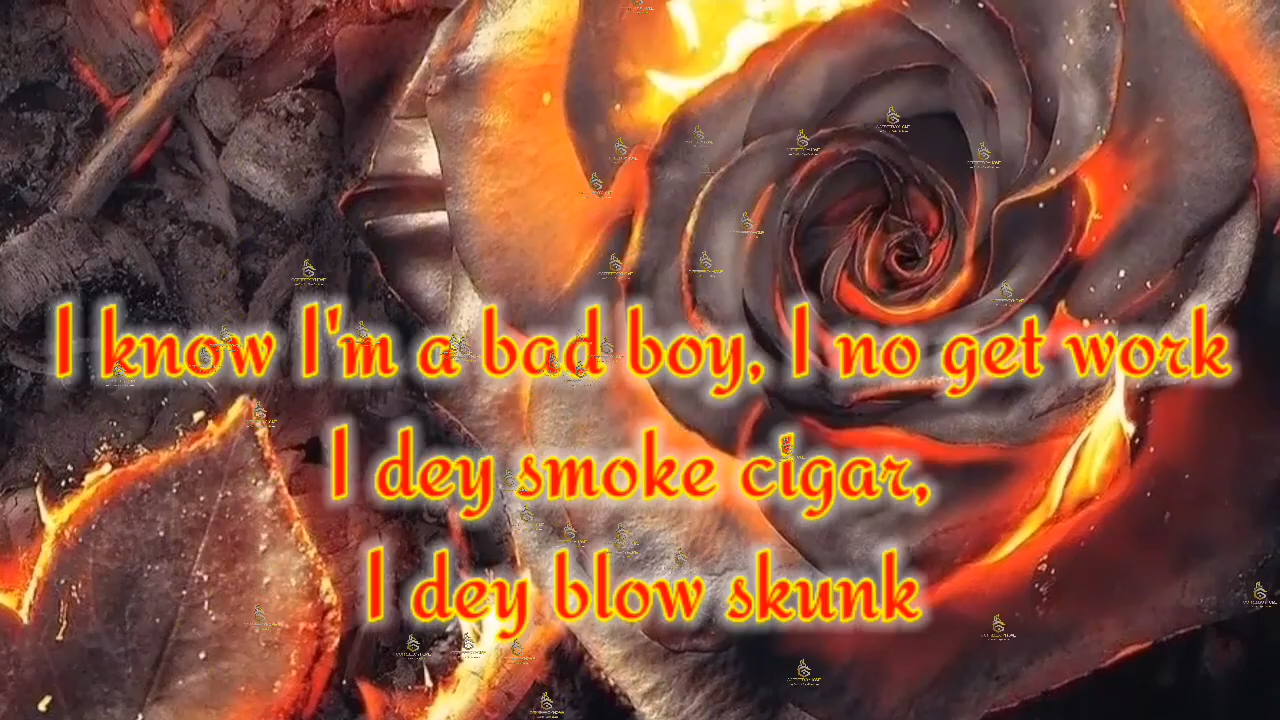 I know I'm a bad boy, I no get work
I dey smoke cigar,
I dey blow skunk